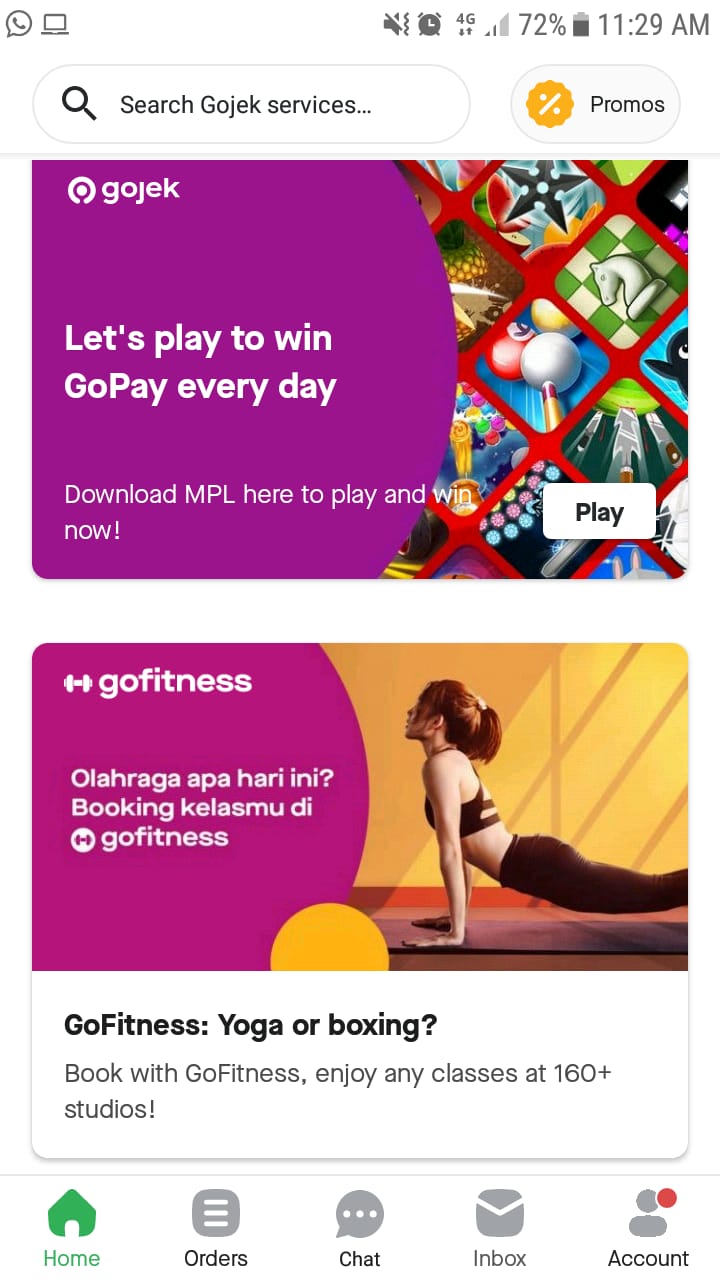 4G 72% 11:29 AM
Search Gojek services...
Promos
gojek
Let's play to win
GoPay every day
Download MPL here to play and win
now!
Play
gofitness
Olahraga apa hari ini?
Booking kelasmu di
gofitness
GoFitness: Yoga or boxing?
Book with GoFitness, enjoy any classes at 160+
studios!
Home Orders Chat Inbox Account